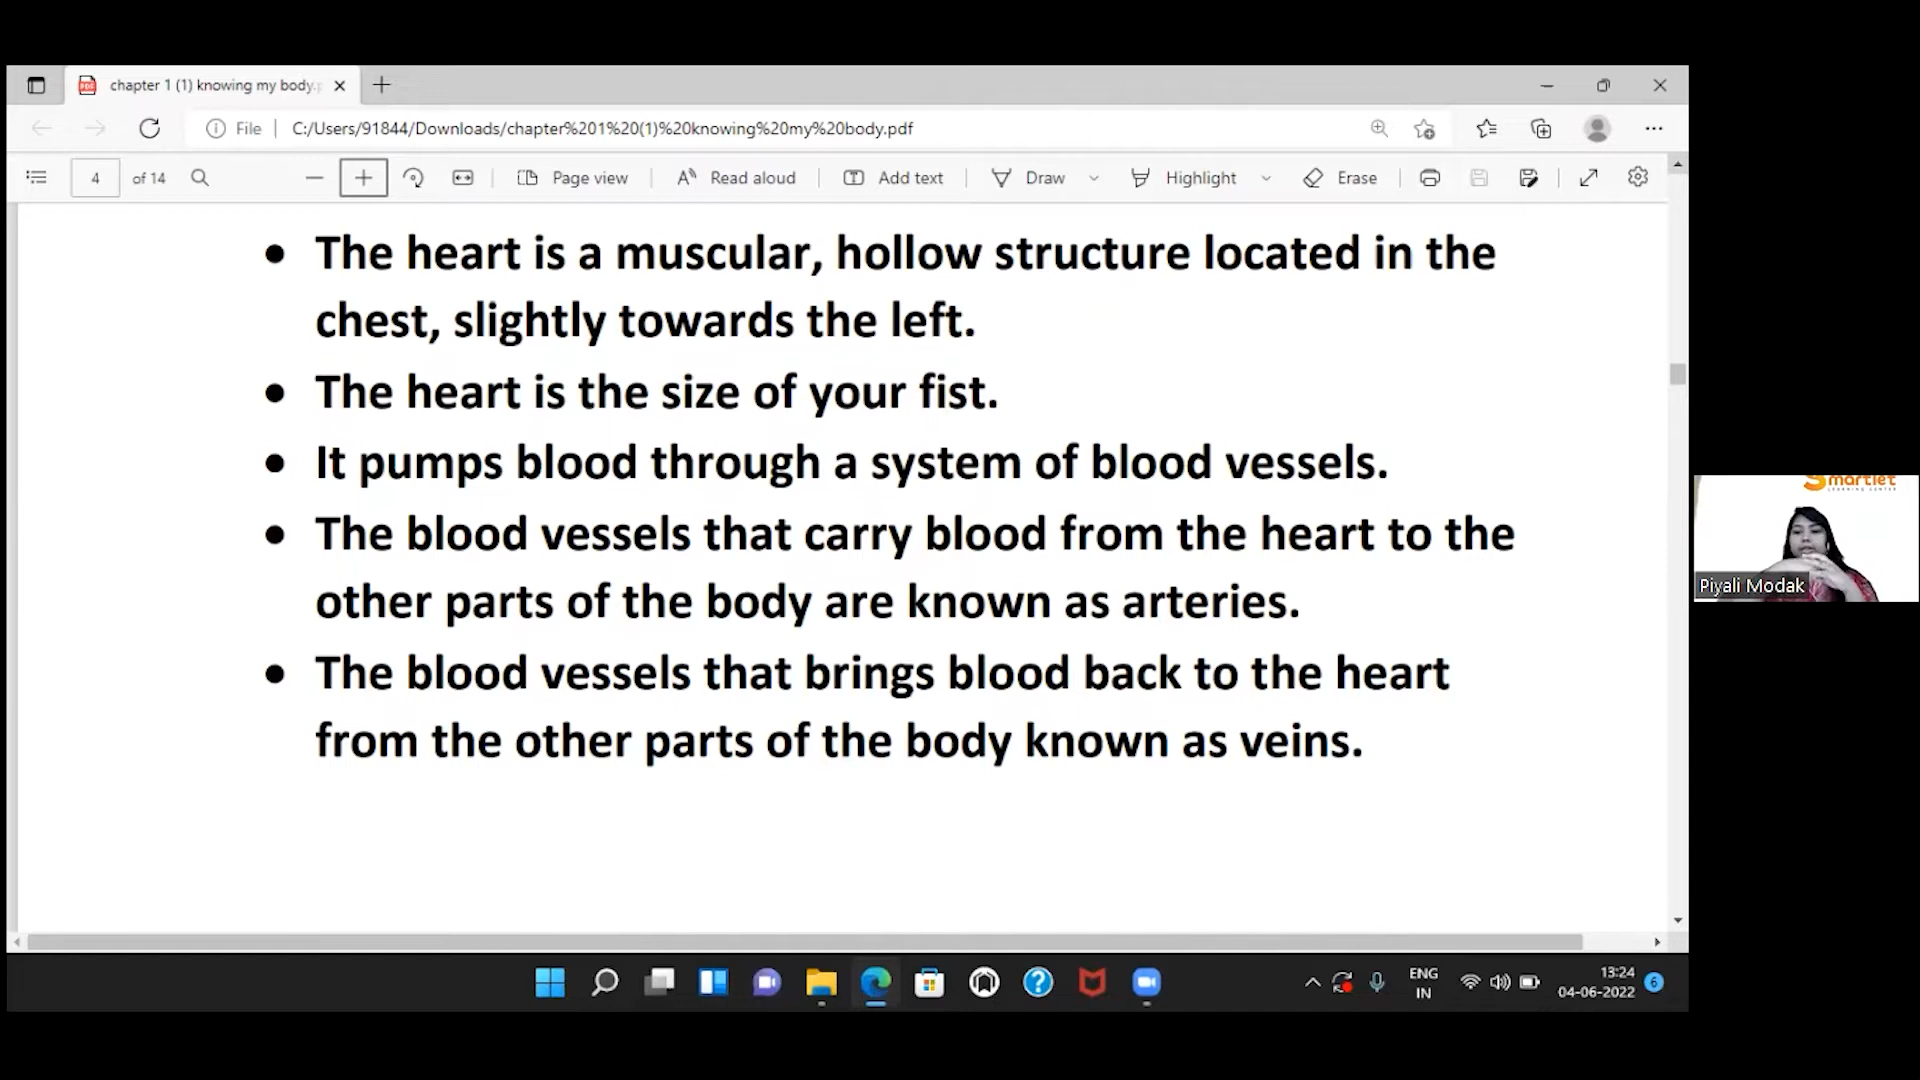 chapter 1 (1) knowing my body.p
File
C:/Users/91844/Downloads/chapter%201%20(1)%20knowing%20my%20body.pdf
4 of 14
Page view
Read aloud
Add text
Draw
Highlight
Erase
• The heart is a muscular, hollow structure located in the
chest, slightly towards the left.
• The heart is the size of your fist.
• It pumps blood through a system of blood vessels.
• The blood vessels that carry blood from the heart to the
other parts of the body are known as arteries.
• The blood vessels that brings blood back to the heart
from the other parts of the body known as veins.
Smartlet
LEARNING CENTER
Piyali Modak
ENG
IN
13:24
04-06-2022
6